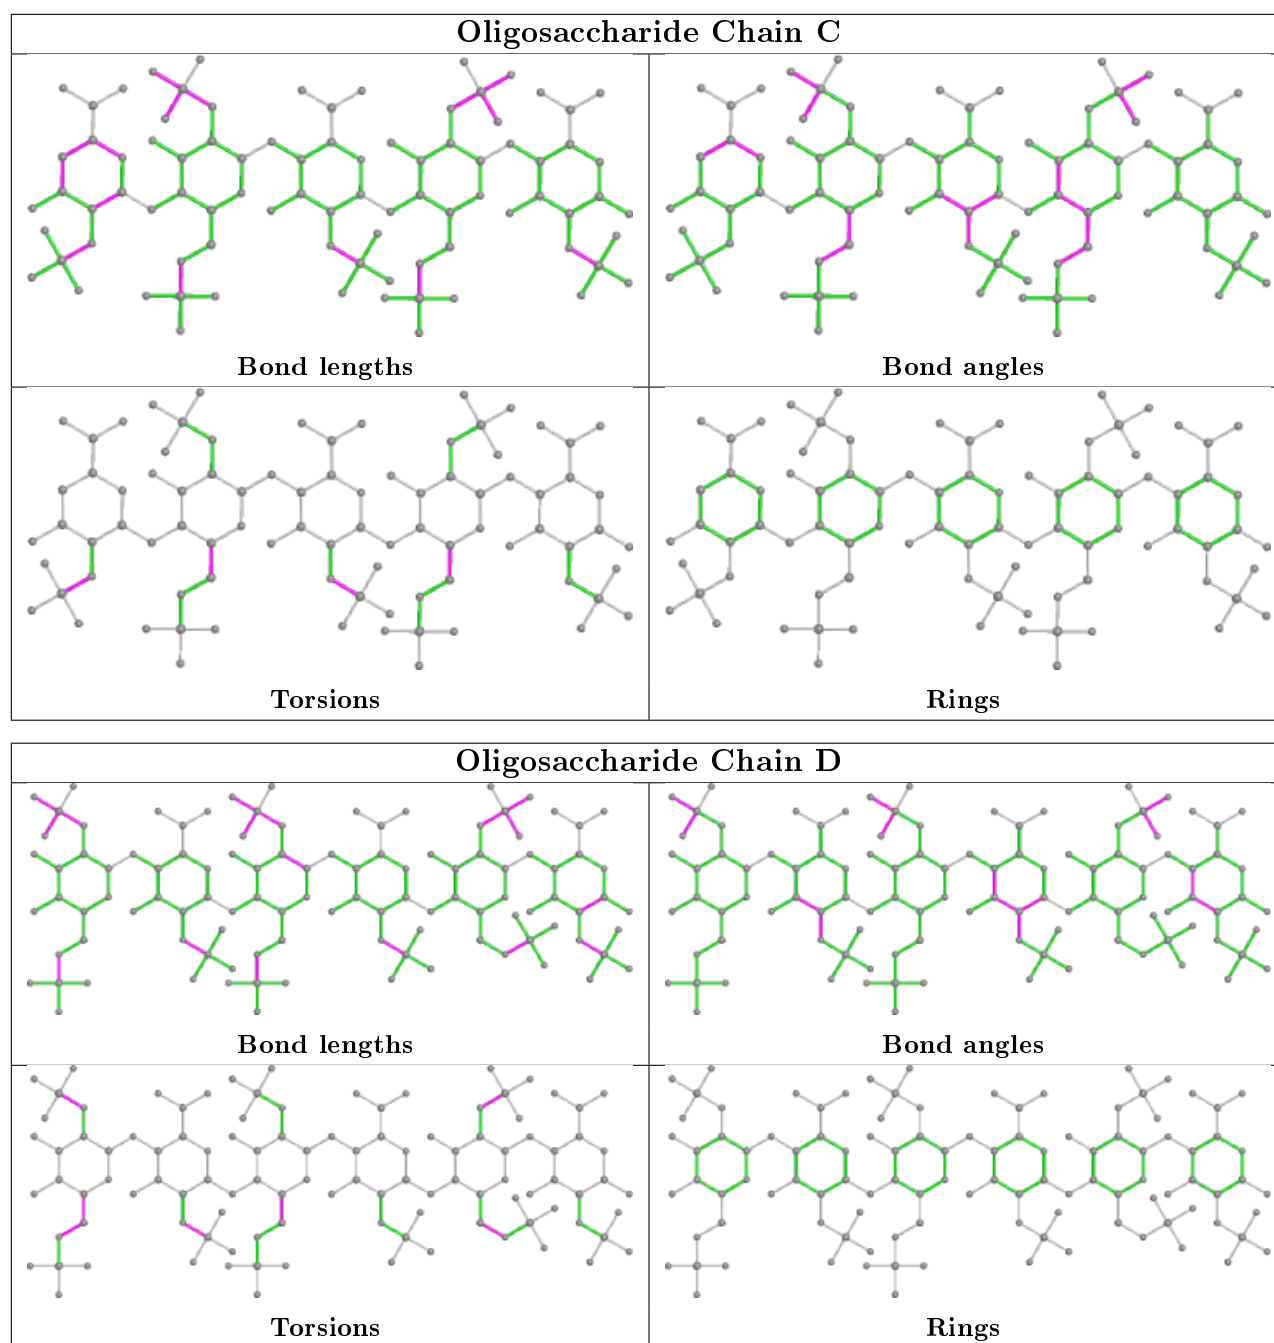 Oligosaccharide Chain C
Bond lengths
Bond angles
Torsions
Rings
Oligosaccharide Chain D
Bond lengths
Bond angles
Torsions
Rings